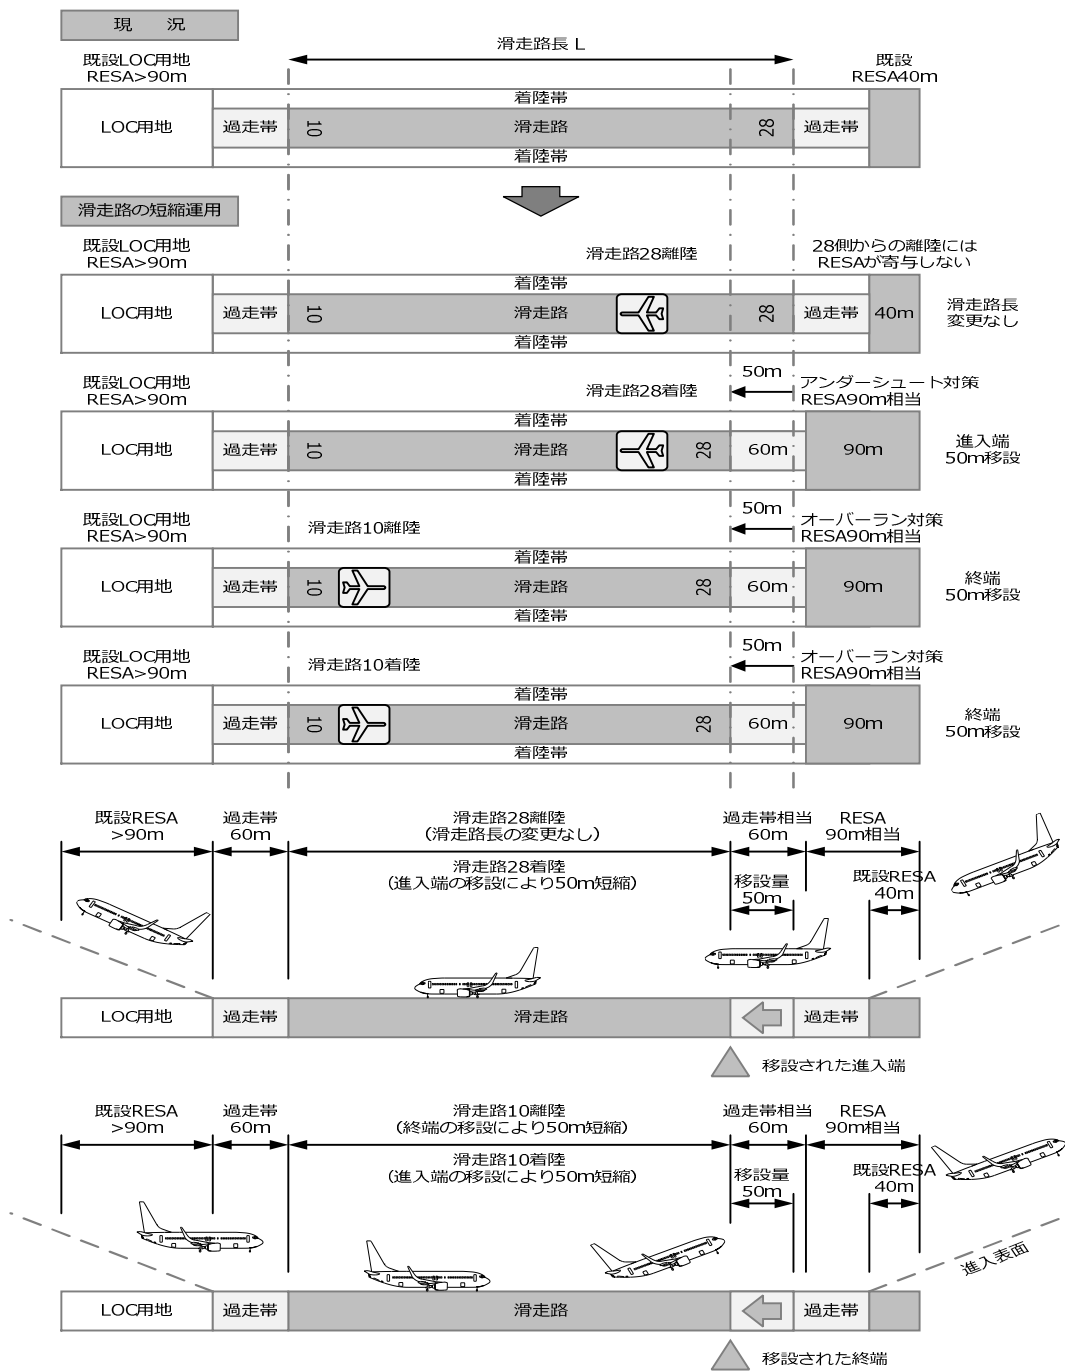 現　況
滑走路長 L
既設LOC用地
RESA>90m
既設
RESA40m
着陸帯
LOC用地
過走帯
10
滑走路
28
過走帯
着陸帯
滑走路の短縮運用
既設LOC用地
RESA>90m
滑走路28離陸
28側からの離陸には
RESAが寄与しない
着陸帯
LOC用地
過走帯
10
滑走路
28
過走帯
40m
滑走路長
変更なし
着陸帯
既設LOC用地
RESA>90m
滑走路28着陸
50m
アンダーシュート対策
RESA90m相当
着陸帯
LOC用地
過走帯
10
滑走路
28
60m
90m
進入端
50m移設
着陸帯
既設LOC用地
RESA>90m
滑走路10離陸
50m
オーバーラン対策
RESA90m相当
着陸帯
LOC用地
過走帯
10
滑走路
28
60m
90m
終端
50m移設
着陸帯
既設LOC用地
RESA>90m
滑走路10着陸
50m
オーバーラン対策
RESA90m相当
着陸帯
LOC用地
過走帯
10
滑走路
28
60m
90m
終端
50m移設
着陸帯
既設RESA
>90m
過走帯
60m
滑走路28離陸
（滑走路長の変更なし）
過走帯相当
60m
RESA
90m相当
滑走路28着陸
（進入端の移設により50m短縮）
移設量
50m
既設RESA
40m
LOC用地
過走帯
滑走路
過走帯
移設された進入端
既設RESA
>90m
過走帯
60m
滑走路10離陸
（終端の移設により50m短縮）
過走帯相当
60m
RESA
90m相当
滑走路10着陸
（進入端の移設により50m短縮）
移設量
50m
既設RESA
40m
進入表面
LOC用地
過走帯
滑走路
過走帯
移設された終端